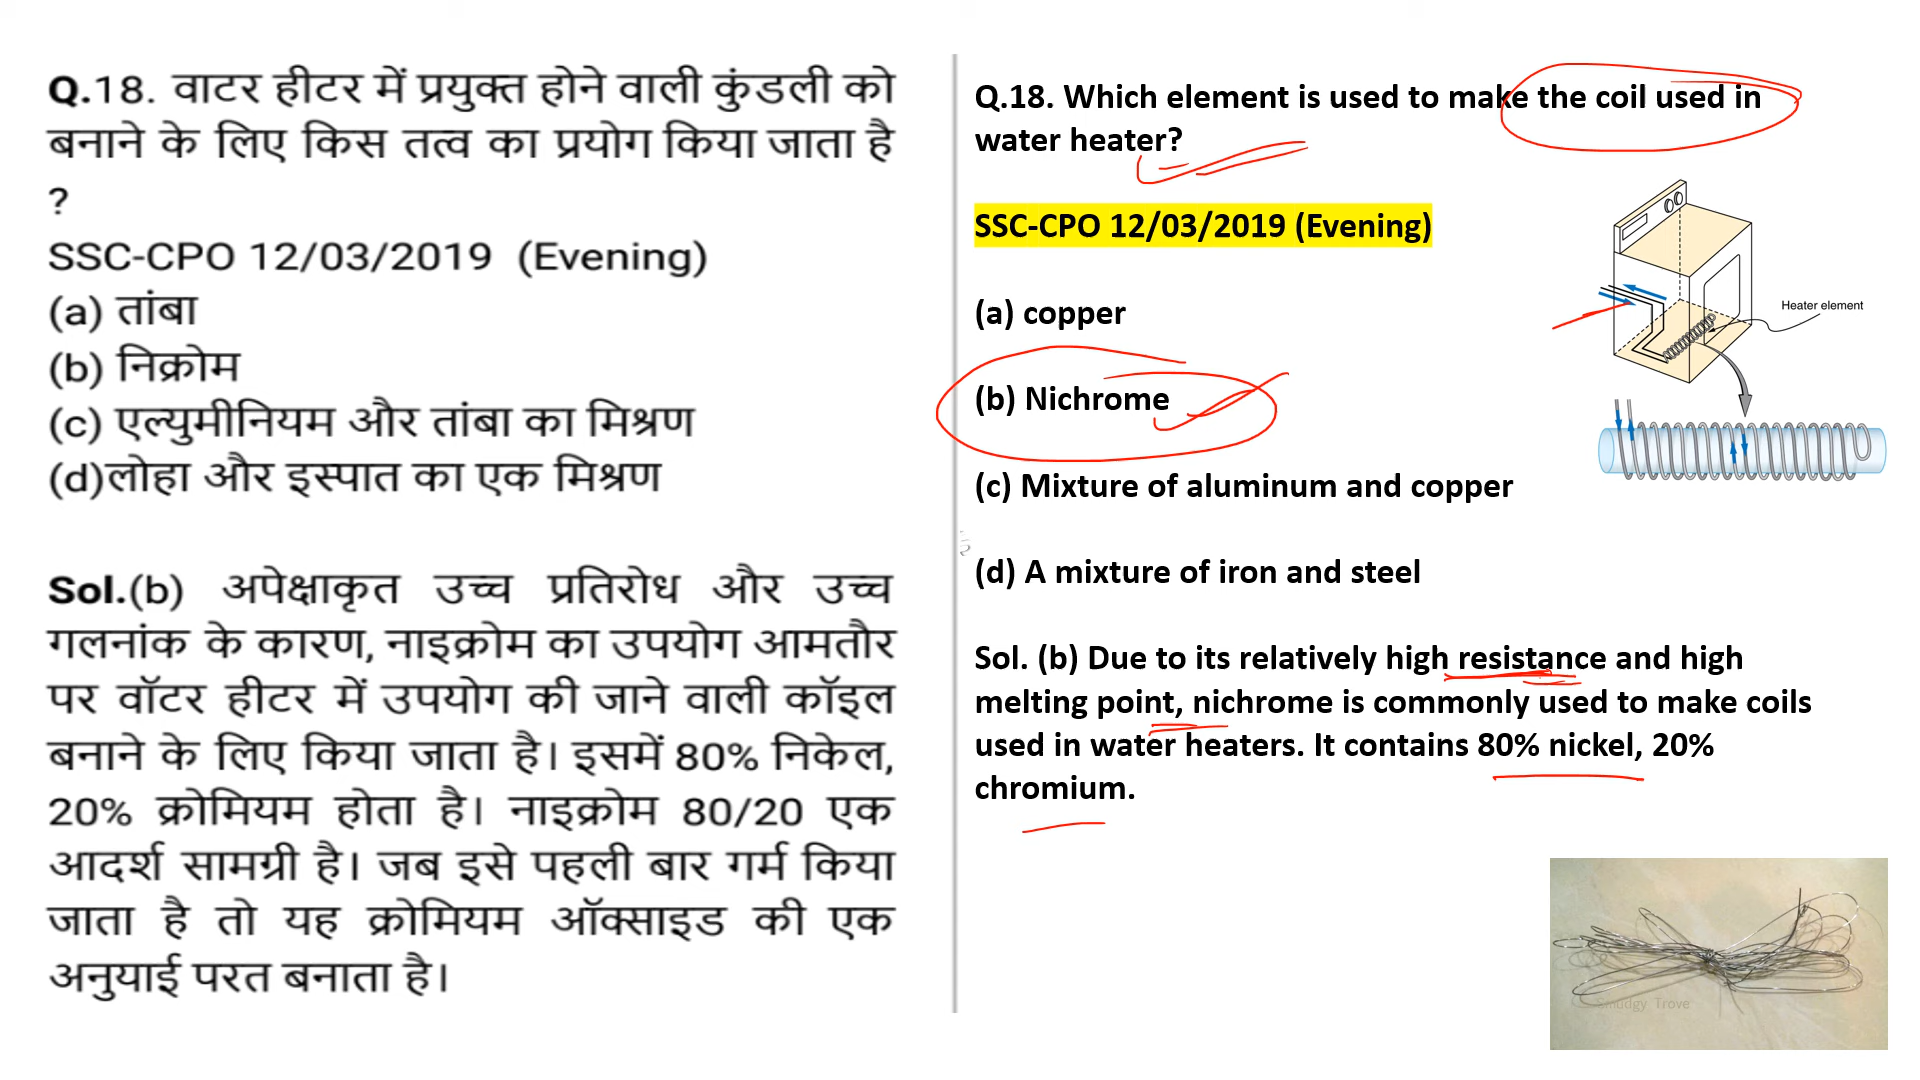 Q.18. वाटर हीटर में प्रयुक्त होने वाली कुंडली को
बनाने के लिए किस तत्व का प्रयोग किया जाता है
?
SSC-CPO 12/03/2019 (Evening)
(a) तांबा
(b) निक्रोम
(c) एल्युमीनियम और तांबा का मिश्रण
(d)लोहा और इस्पात का एक मिश्रण
Sol.(b) अपेक्षाकृत उच्च प्रतिरोध और उच्च
गलनांक के कारण, नाइक्रोम का उपयोग आमतौर
पर वॉटर हीटर में उपयोग की जाने वाली कॉइल
बनाने के लिए किया जाता है। इसमें 80% निकेल,
20% क्रोमियम होता है। नाइक्रोम 80/20 एक
आदर्श सामग्री है। जब इसे पहली बार गर्म किया
जाता है तो यह क्रोमियम ऑक्साइड की एक
अनुयाई परत बनाता है।
Q.18. Which element is used to make the coil used in
water heater?
SSC-CPO 12/03/2019 (Evening)
(a) copper
(b) Nichrome
(c) Mixture of aluminum and copper
(d) A mixture of iron and steel
Sol. (b) Due to its relatively high resistance and high
melting point, nichrome is commonly used to make coils
used in water heaters. It contains 80% nickel, 20%
chromium.
Heater element
Smudgy Trove